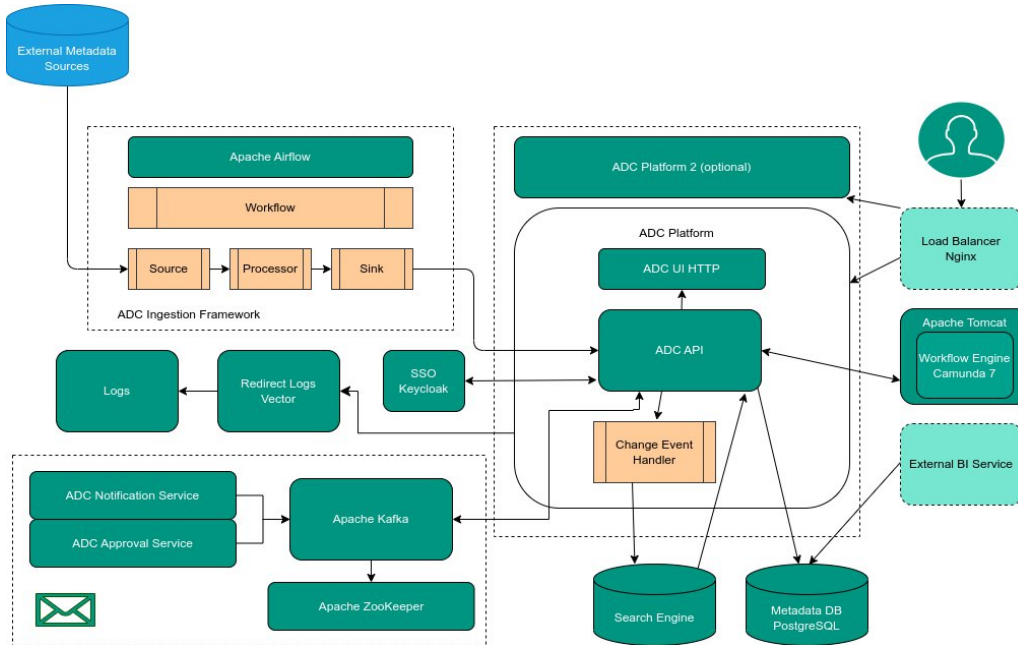 External Metadata
Sources
Apache Airflow
Workflow
Source
Processor
Sink
ADC Ingestion Framework
ADC Platform 2 (optional)
ADC Platform
ADC UI HTTP
ADC API
Change Event
Handler
Load Balancer
Nginx
Apache Tomcat
Workflow Engine
Camunda 7
External BI Service
Logs
Redirect Logs
Vector
SSO
Keycloak
ADC Notification Service
ADC Approval Service
Apache Kafka
Apache ZooKeeper
Search Engine
Metadata DB
PostgreSQL